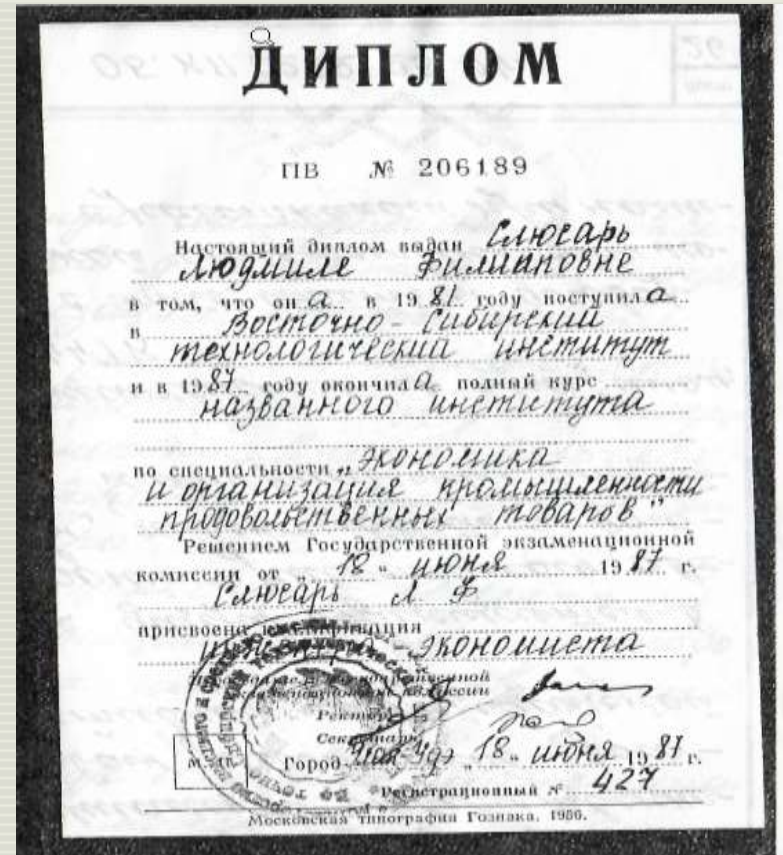 ДИПЛОМ
ПВ № 206189
Настоящий диплом выдан Слюсарь
Людмиле Филипповне
в том, что он а в 1981 году поступил а
в Восточно-Сибирский
технологический институт
и в 1987 году окончил а полный курс
названного института
по специальности „Экономика
и организация промышленности
продовольственных товаров"
Решением Государственной экзаменационной
комиссии от „18" июня 1987 г.
Слюсарь Л Ф
присвоена квалификация
инженера-экономиста
Председатель Государственной
экзаменационной комиссии
Ректор
Секретарь
М.
Город Улан-Удэ „18" июня 1987 г.
Регистрационный № 427
Московская типография Гознака. 1986.